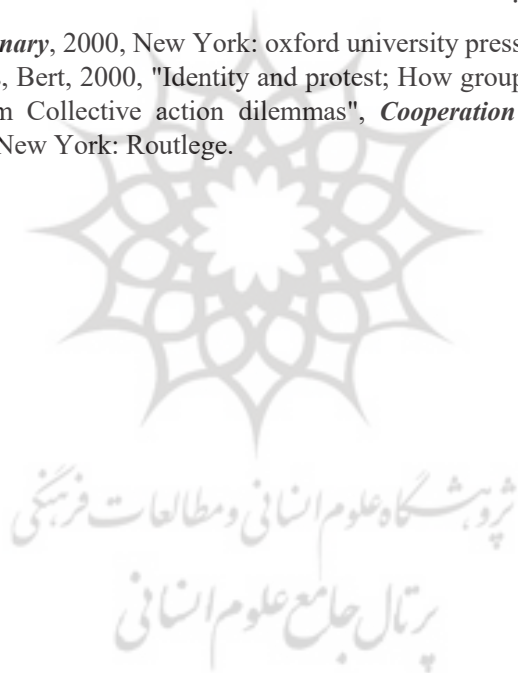 nary, 2000, New York: oxford university press
, Bert, 2000, "Identity and protest; How group
m Collective action dilemmas", Cooperation
New York: Routlege.
پژوهشگاه علوم انسانی و مطالعات فرهنگی
پرتال جامع علوم انسانی